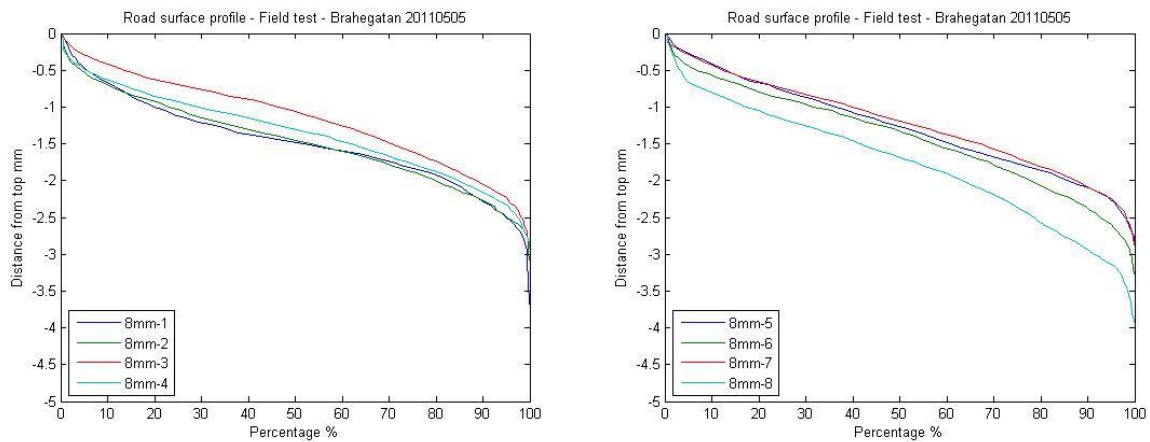 Road surface profile - Field test - Brahegatan 20110505
0
-0.5
-1
-1.5
-2
-2.5
-3
-3.5
-4
-4.5
-5
Distance from top mm
8mm-1
8mm-2
8mm-3
8mm-4
0 10 20 30 40 50 60 70 80 90 100
Percentage %
Road surface profile - Field test - Brahegatan 20110505
0
-0.5
-1
-1.5
-2
-2.5
-3
-3.5
-4
-4.5
-5
Distance from top mm
8mm-5
8mm-6
8mm-7
8mm-8
0 10 20 30 40 50 60 70 80 90 100
Percentage %